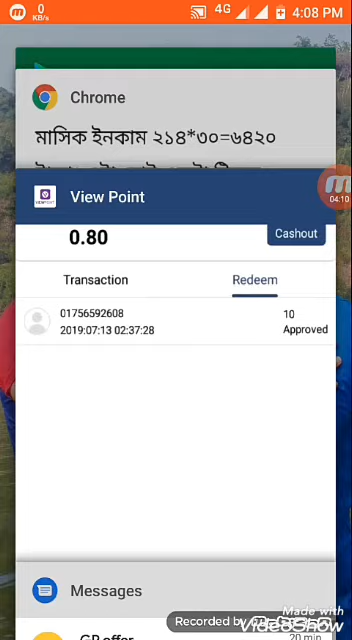 0
KB/s
4G
4:08 PM
Chrome
মাসিক ইনকাম ২১৪*৩০=৬৪২০
View Point
04:10
0.80
Cashout
Transaction
Redeem
01756592608
10
2019:07:13 02:37:28
Approved
Messages
Made with
VideoShow
Recorded by
GP offer
20 min